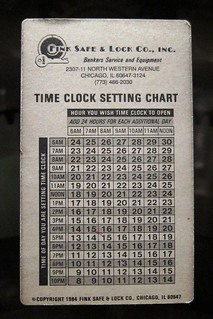 FINK SAFE & LOCK CO., INC.
Bankers Service and Equipment
2307-11 NORTH WESTERN AVENUE
CHICAGO, IL 60647-3124
(773) 486-2030
TIME CLOCK SETTING CHART
HOUR YOU WISH TIME CLOCK TO OPEN
AND 24 HOURS FOR EACH ADDITIONAL DAY
6AM 7AM 8AM 9AM 10AM 11AM NOON
TIME OF DAY YOU ARE SETTING TIME CLOCK
6AM 24 25 26 27 28 29 30
7AM 23 24 25 26 27 28 29
8AM 22 23 24 25 26 27 28
9AM 21 22 23 24 25 26 27
10AM 20 21 22 23 24 25 26
11AM 19 20 21 22 23 24 25
NOON 18 19 20 21 22 23 24
1PM 17 18 19 20 21 22 23
2PM 16 17 18 19 20 21 22
3PM 15 16 17 18 19 20 21
4PM 14 15 16 17 18 19 20
5PM 13 14 15 16 17 18 19
6PM 12 13 14 15 16 17 18
7PM 11 12 13 14 15 16 17
8PM 10 11 12 13 14 15 16
9PM 9 10 11 12 13 14 15
10PM 8 9 10 11 12 13 14
©COPYRIGHT 1984 FINK SAFE & LOCK CO., CHICAGO, IL 60647